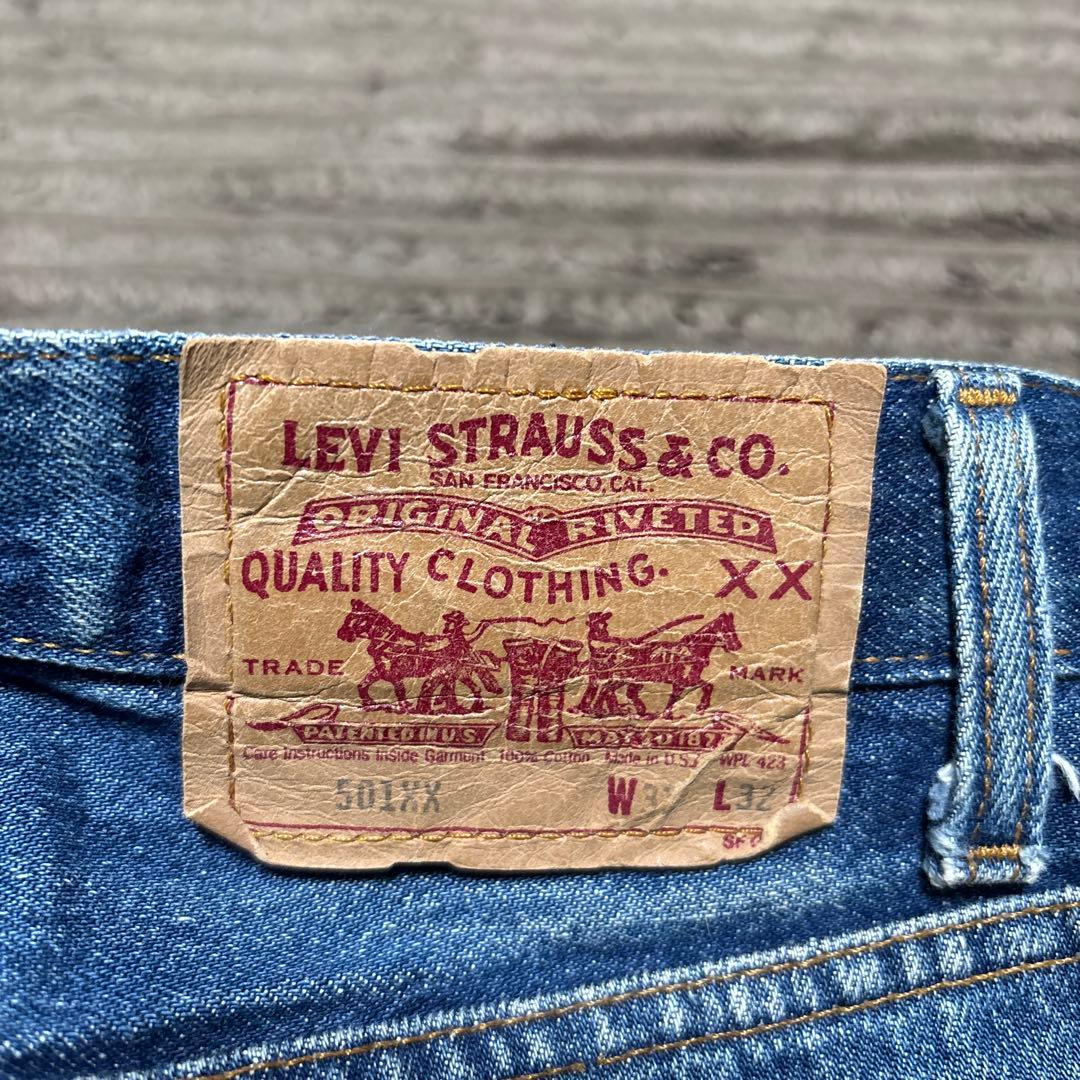 LEVI STRAUSS & CO.
SAN FRANCISCO, CAL.
ORIGINAL RIVETED
QUALITY CLOTHING. XX
TRADE MARK
PATENTED IN U.S. MAY 20 187
Care Instructions Inside Garment 100% Cotton Made in U.S. WPL 423
501XX W L32